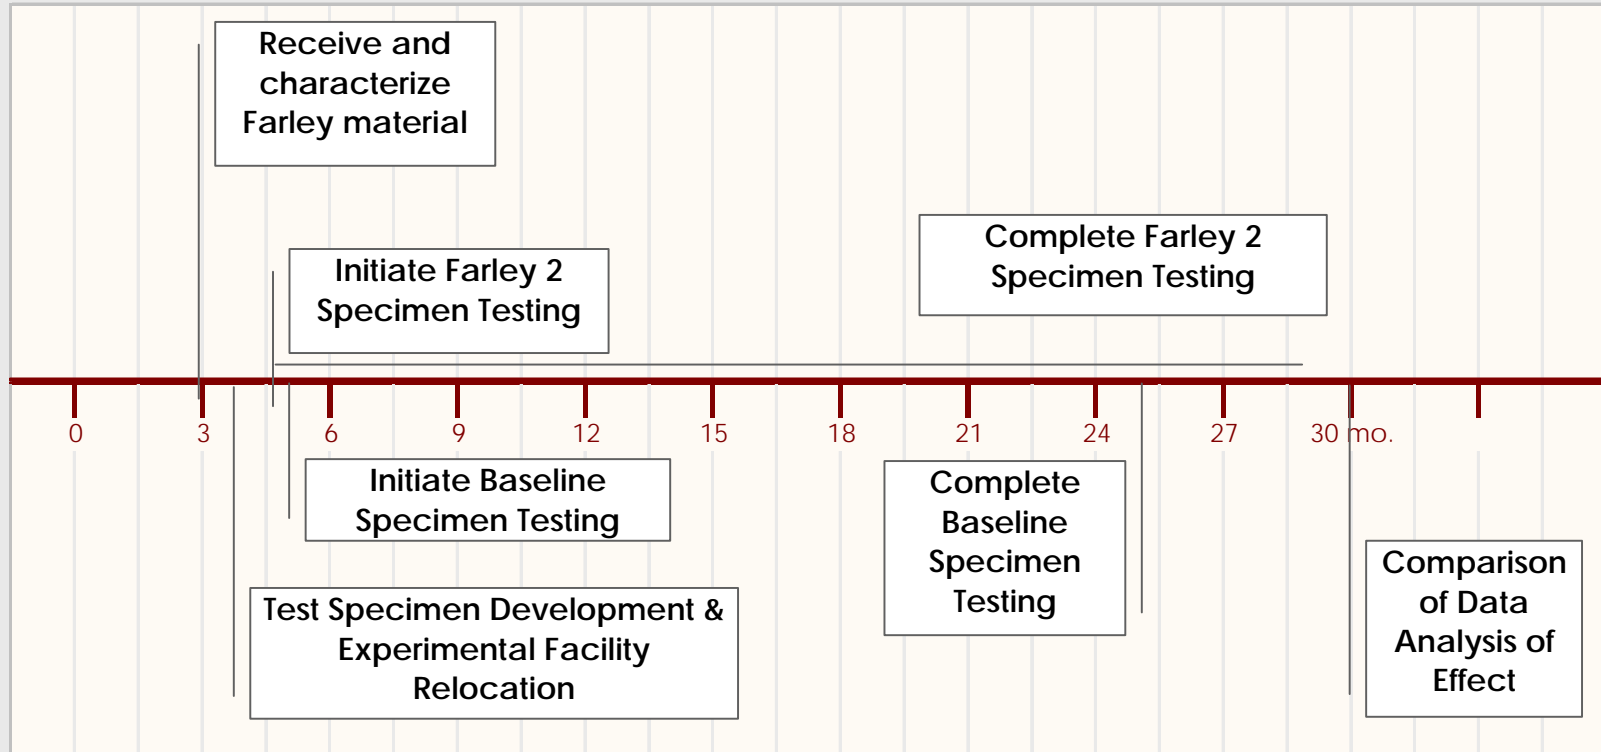 Receive and
characterize
Farley material
Initiate Farley 2
Specimen Testing
Complete Farley 2
Specimen Testing
0 3 6 9 12 15 18 21 24 27 30 mo.
Initiate Baseline
Specimen Testing
Test Specimen Development &
Experimental Facility
Relocation
Complete
Baseline
Specimen
Testing
Comparison
of Data
Analysis of
Effect